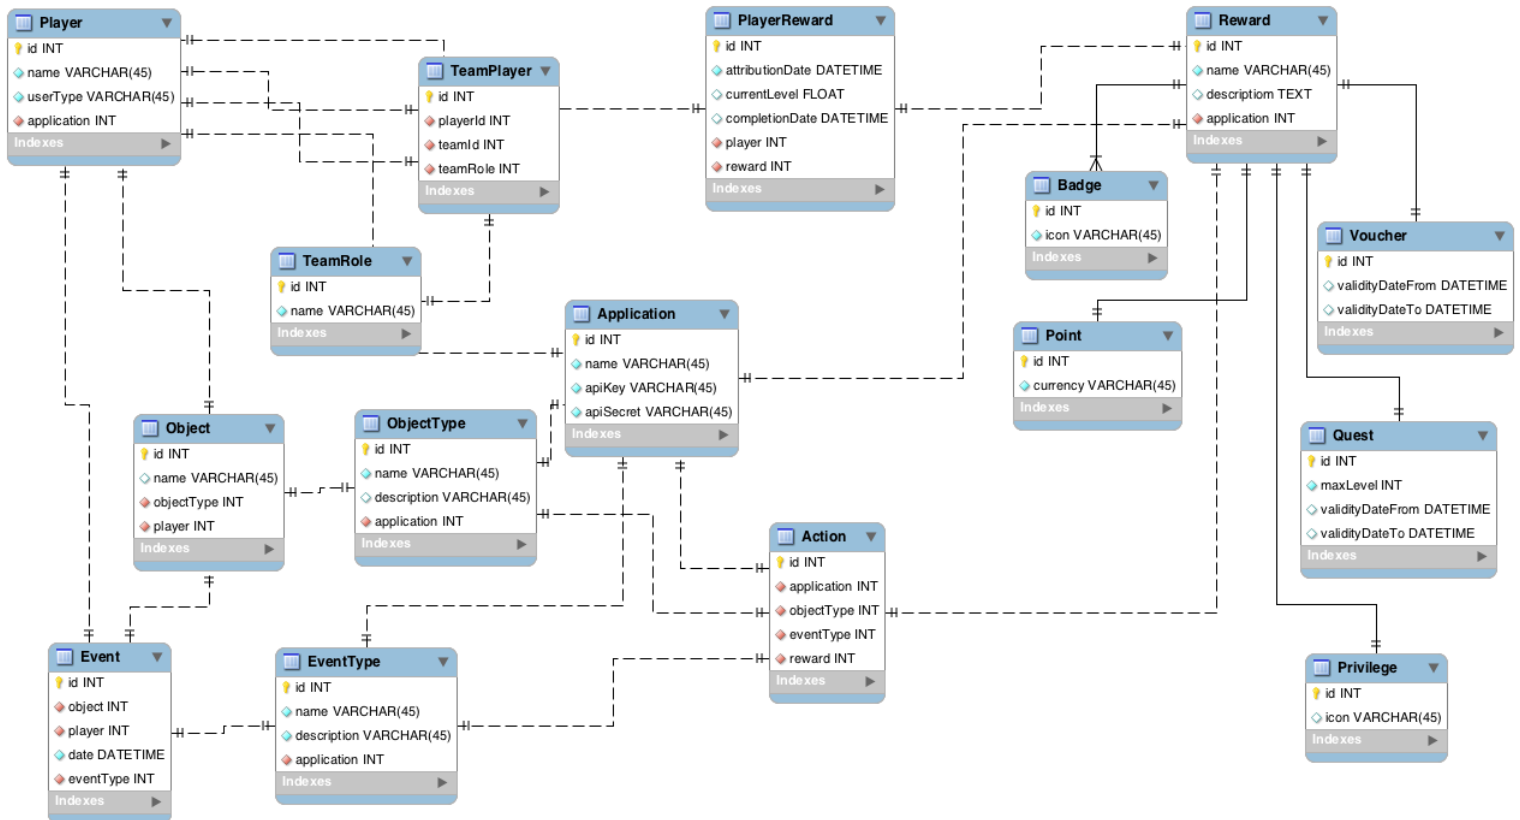 Player
id INT
name VARCHAR(45)
userType VARCHAR(45)
application INT
Indexes
TeamPlayer
id INT
playerId INT
teamId INT
teamRole INT
Indexes
PlayerReward
id INT
attributionDate DATETIME
currentLevel FLOAT
completionDate DATETIME
player INT
reward INT
Indexes
Reward
id INT
name VARCHAR(45)
descriptiom TEXT
application INT
Indexes
Badge
id INT
icon VARCHAR(45)
Indexes
Voucher
id INT
validityDateFrom DATETIME
validityDateTo DATETIME
Indexes
TeamRole
id INT
name VARCHAR(45)
Indexes
Application
id INT
name VARCHAR(45)
apiKey VARCHAR(45)
apiSecret VARCHAR(45)
Indexes
Point
id INT
currency VARCHAR(45)
Indexes
Object
id INT
name VARCHAR(45)
objectType INT
player INT
Indexes
ObjectType
id INT
name VARCHAR(45)
description VARCHAR(45)
application INT
Indexes
Quest
id INT
maxLevel INT
validityDateFrom DATETIME
validityDateTo DATETIME
Indexes
Action
id INT
application INT
objectType INT
eventType INT
reward INT
Indexes
Event
id INT
object INT
player INT
date DATETIME
eventType INT
Indexes
EventType
id INT
name VARCHAR(45)
description VARCHAR(45)
application INT
Indexes
Privilege
id INT
icon VARCHAR(45)
Indexes